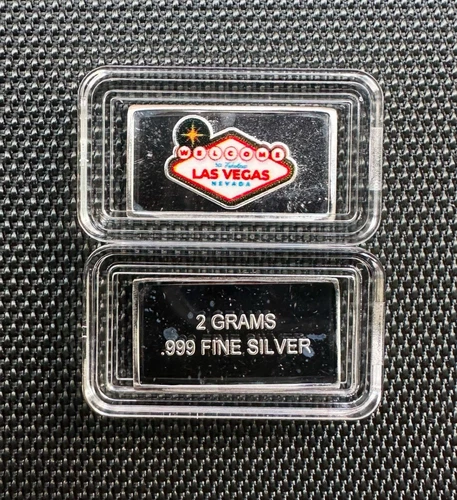 WELCOME
to Fabulous
LAS VEGAS
NEVADA
2 GRAMS
.999 FINE SILVER